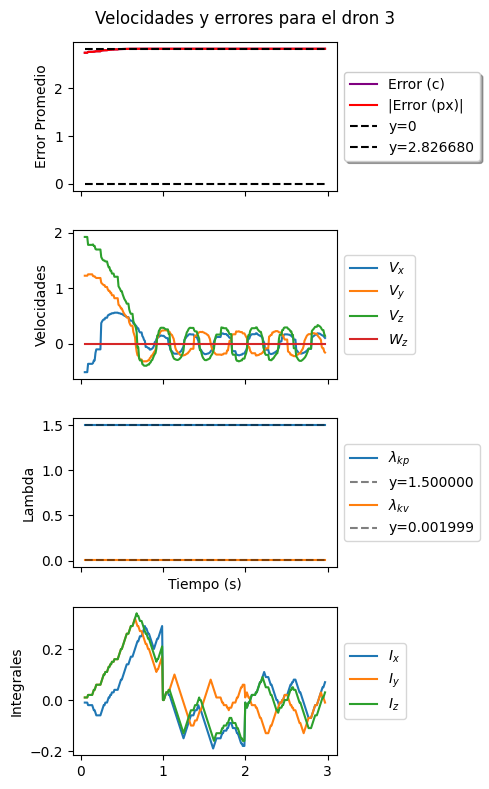 Velocidades y errores para el dron 3
Error Promedio
2
1
0
Error (c)
|Error (px)|
y=0
y=2.826680
Velocidades
2
1
0
V_x
V_y
V_z
W_z
Lambda
1.5
1.0
0.5
0.0
λ_kp
y=1.500000
λ_kv
y=0.001999
Tiempo (s)
Integrales
0.2
0.0
−0.2
I_x
I_y
I_z
0 1 2 3